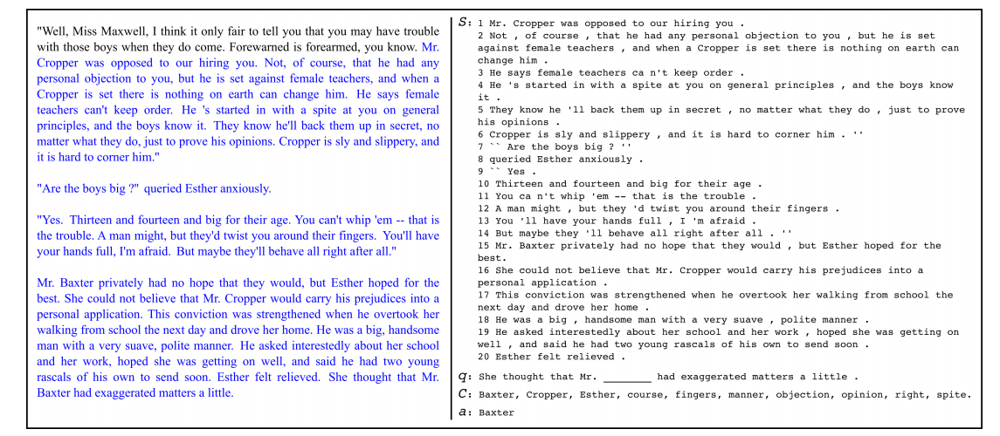 "Well, Miss Maxwell, I think it only fair to tell you that you may have trouble
with those boys when they do come. Forewarned is forearmed, you know. Mr.
Cropper was opposed to our hiring you. Not, of course, that he had any
personal objection to you, but he is set against female teachers, and when a
Cropper is set there is nothing on earth can change him. He says female
teachers can't keep order. He 's started in with a spite at you on general
principles, and the boys know it. They know he'll back them up in secret, no
matter what they do, just to prove his opinions. Cropper is sly and slippery, and
it is hard to corner him."
"Are the boys big ?" queried Esther anxiously.
"Yes. Thirteen and fourteen and big for their age. You can't whip 'em -- that is
the trouble. A man might, but they'd twist you around their fingers. You'll have
your hands full, I'm afraid. But maybe they'll behave all right after all."
Mr. Baxter privately had no hope that they would, but Esther hoped for the
best. She could not believe that Mr. Cropper would carry his prejudices into a
personal application. This conviction was strengthened when he overtook her
walking from school the next day and drove her home. He was a big, handsome
man with a very suave, polite manner. He asked interestedly about her school
and her work, hoped she was getting on well, and said he had two young
rascals of his own to send soon. Esther felt relieved. She thought that Mr.
Baxter had exaggerated matters a little.
S: 1 Mr. Cropper was opposed to our hiring you .
2 Not , of course , that he had any personal objection to you , but he is set
against female teachers , and when a Cropper is set there is nothing on earth can
change him .
3 He says female teachers ca n't keep order .
4 He 's started in with a spite at you on general principles , and the boys know
it .
5 They know he 'll back them up in secret , no matter what they do , just to prove
his opinions .
6 Cropper is sly and slippery , and it is hard to corner him . ''
7 `` Are the boys big ? ''
8 queried Esther anxiously .
9 `` Yes .
10 Thirteen and fourteen and big for their age .
11 You ca n't whip 'em -- that is the trouble .
12 A man might , but they 'd twist you around their fingers .
13 You 'll have your hands full , I 'm afraid .
14 But maybe they 'll behave all right after all . ''
15 Mr. Baxter privately had no hope that they would , but Esther hoped for the
best.
16 She could not believe that Mr. Cropper would carry his prejudices into a
personal application .
17 This conviction was strengthened when he overtook her walking from school the
next day and drove her home .
18 He was a big , handsome man with a very suave , polite manner .
19 He asked interestedly about her school and her work , hoped she was getting on
well , and said he had two young rascals of his own to send soon .
20 Esther felt relieved .
q: She thought that Mr. ________ had exaggerated matters a little .
C: Baxter, Cropper, Esther, course, fingers, manner, objection, opinion, right, spite.
a: Baxter